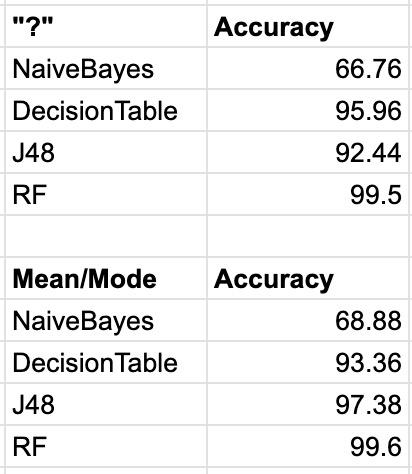 "?" Accuracy
NaiveBayes 66.76
DecisionTable 95.96
J48 92.44
RF 99.5
Mean/Mode Accuracy
NaiveBayes 68.88
DecisionTable 93.36
J48 97.38
RF 99.6